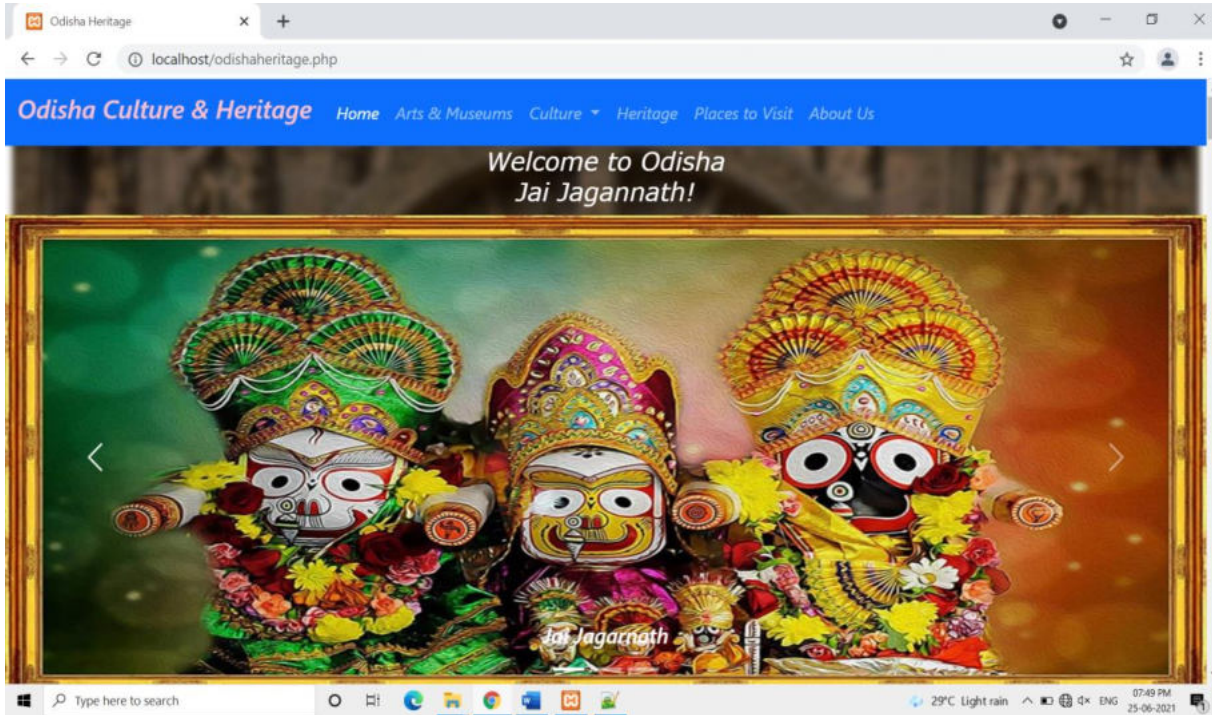 Odisha Heritage
localhost/odishaheritage.php
Odisha Culture & Heritage Home Arts & Museums Culture Heritage Places to Visit About Us
Welcome to Odisha
Jai Jagannath!
Jai Jagarnath
Type here to search
29°C Light rain
ENG
07:49 PM
25-06-2021
1